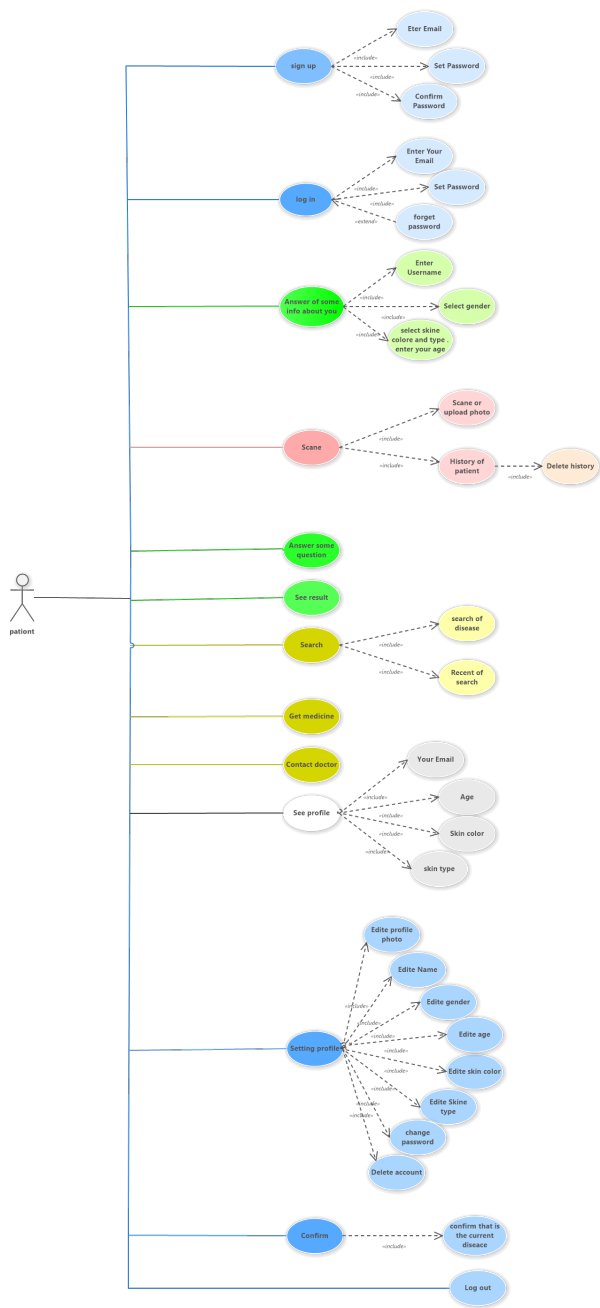 Eter Email
«include»
sign up
Set Password
«include»
«include»
Confirm
Password
Enter Your
Email
«include»
Set Password
log in
«include»
forget
password
«extend»
Enter
Username
Answer of some
info about you
«include»
Select gender
«include»
select skine
colore and type .
enter your age
«include»
Scane or
upload photo
«include»
Scane
History of
patient
«include»
Delete history
«include»
Answer some
question
See result
pationt
search of
disease
Search
«include»
Recent of
search
«include»
Get medicine
Contact doctor
Your Email
«include»
Age
See profile
«include»
Skin color
«include»
skin type
«include»
Edite profile
photo
Edite Name
«include»
Edite gender
«include»
Edite age
«include»
Setting profile
«include»
Edite skin color
«include»
Edite Skine
type
«include»
change
password
«include»
Delete account
Confirm
confirm that is
the current
diseace
«include»
Log out